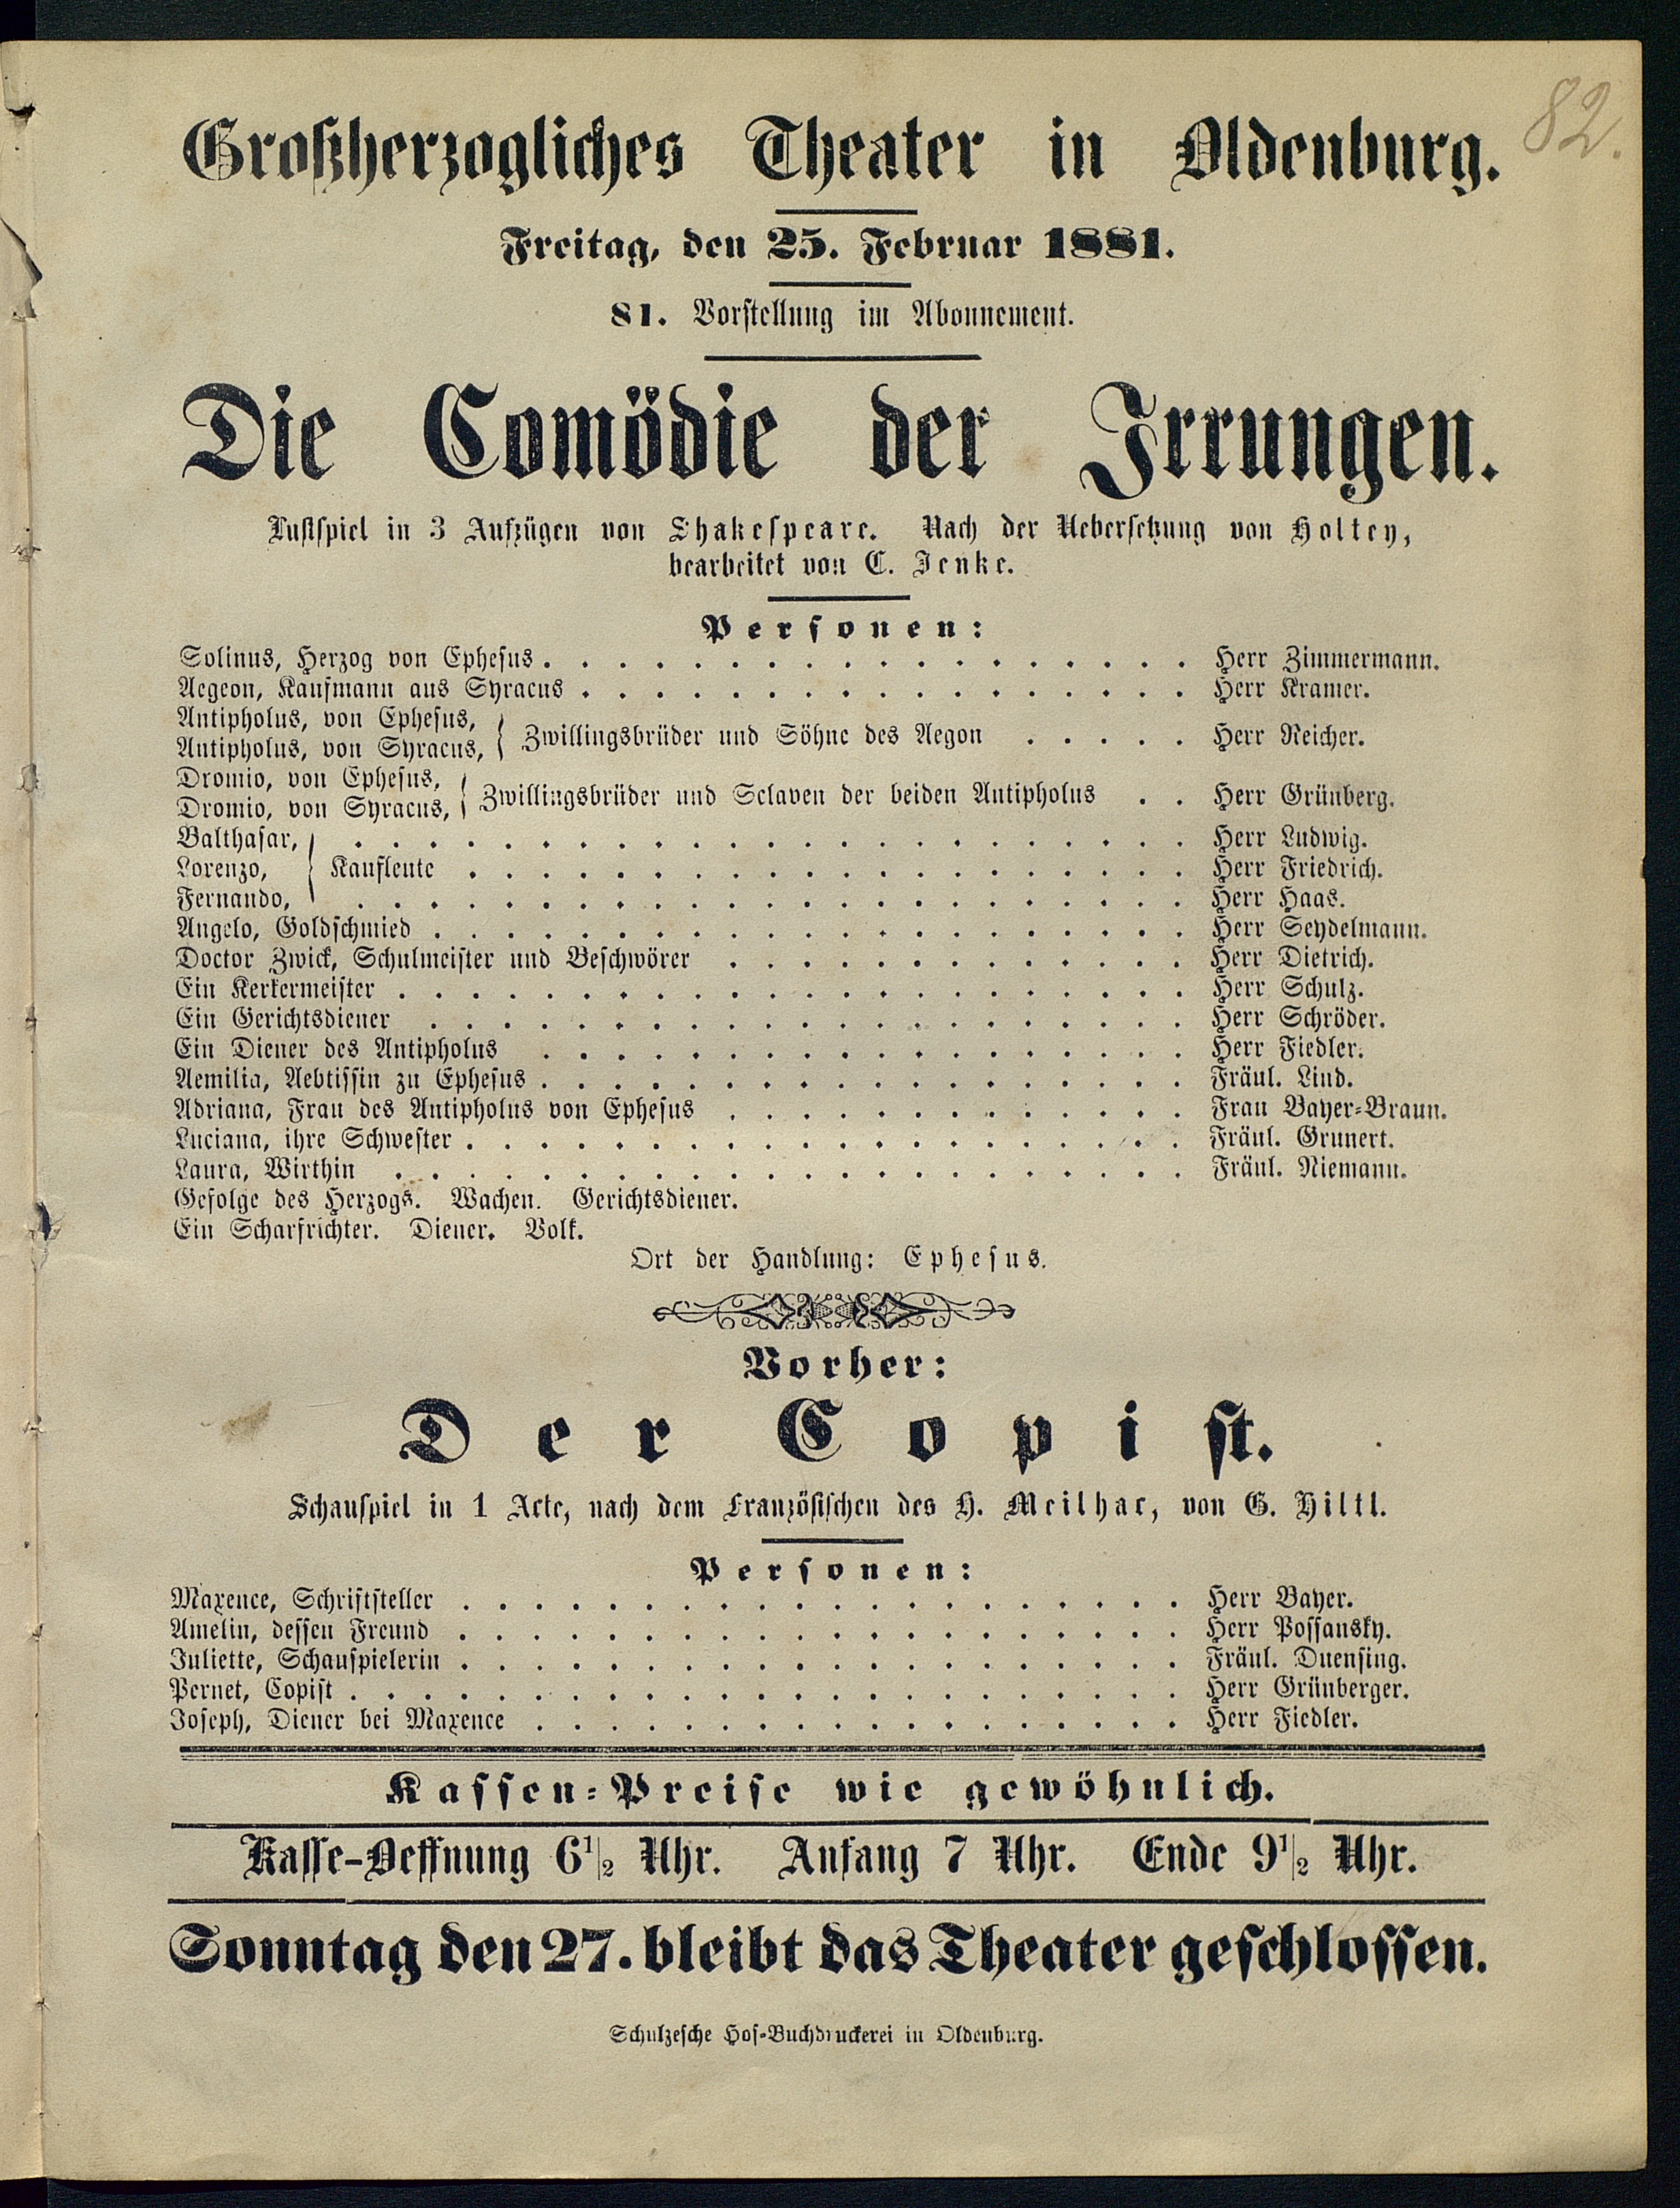 82.
Großherzogliches Theater in Oldenburg.
Freitag, den 25. Februar 1881.
81. Vorstellung im Abonnement.
Die Comödie der Irrungen.
Lustspiel in 3 Aufzügen von Shakespeare. Nach der Uebersetzung von Holtey,
bearbeitet von C. Jenke.
Personen:
Solinus, Herzog von Ephesus . . . . . . . . . . . . . . . . . . Herr Zimmermann.
Aegeon, Kaufmann aus Syracus . . . . . . . . . . . . . . . . . Herr Kramer.
Antipholus, von Ephesus,
Antipholus, von Syracus, } Zwillingsbrüder und Söhne des Aegon . . . . . Herr Reicher.
Dromio, von Ephesus,
Dromio, von Syracus, } Zwillingsbrüder und Sclaven der beiden Antipholus . . Herr Grünberg.
Balthasar, . . . . . . . . . . . . . . . . . . . . . . . Herr Ludwig.
Lorenzo, } Kaufleute . . . . . . . . . . . . . . . . . . . . Herr Friedrich.
Fernando, . . . . . . . . . . . . . . . . . . . . . . . Herr Haas.
Angelo, Goldschmied . . . . . . . . . . . . . . . . . . . . . Herr Seydelmann.
Doctor Zwick, Schulmeister und Beschwörer . . . . . . . . . . . . . Herr Dietrich.
Ein Kerkermeister . . . . . . . . . . . . . . . . . . . . . . Herr Schulz.
Ein Gerichtsdiener . . . . . . . . . . . . . . . . . . . . . Herr Schröder.
Ein Diener des Antipholus . . . . . . . . . . . . . . . . . . Herr Fiedler.
Aemilia, Aebtissin zu Ephesus . . . . . . . . . . . . . . . . . . Fräul. Lind.
Adriana, Frau des Antipholus von Ephesus . . . . . . . . . . . . . Frau Bayer-Braun.
Luciana, ihre Schwester . . . . . . . . . . . . . . . . . . . . Fräul. Grunert.
Laura, Wirthin . . . . . . . . . . . . . . . . . . . . . . Fräul. Niemann.
Gefolge des Herzogs. Wachen. Gerichtsdiener.
Ein Scharfrichter. Diener. Volk.
Ort der Handlung: Ephesus.
Vorher:
Der Copist.
Schauspiel in 1 Acte, nach dem Französischen des H. Meilhac, von G. Hiltl.
Personen:
Maxence, Schriftsteller . . . . . . . . . . . . . . . . . . . . Herr Bayer.
Amelin, dessen Freund . . . . . . . . . . . . . . . . . . . . Herr Possansky.
Juliette, Schauspielerin . . . . . . . . . . . . . . . . . . . . Fräul. Duensing.
Pernet, Copist . . . . . . . . . . . . . . . . . . . . . . . Herr Grünberger.
Joseph, Diener bei Maxence . . . . . . . . . . . . . . . . . . Herr Fiedler.
Kassen-Preise wie gewöhnlich.
Kasse-Oeffnung 6 1/2 Uhr. Anfang 7 Uhr. Ende 9 1/2 Uhr.
Sonntag den 27. bleibt das Theater geschlossen.
Schulzesche Hof-Buchdruckerei in Oldenburg.